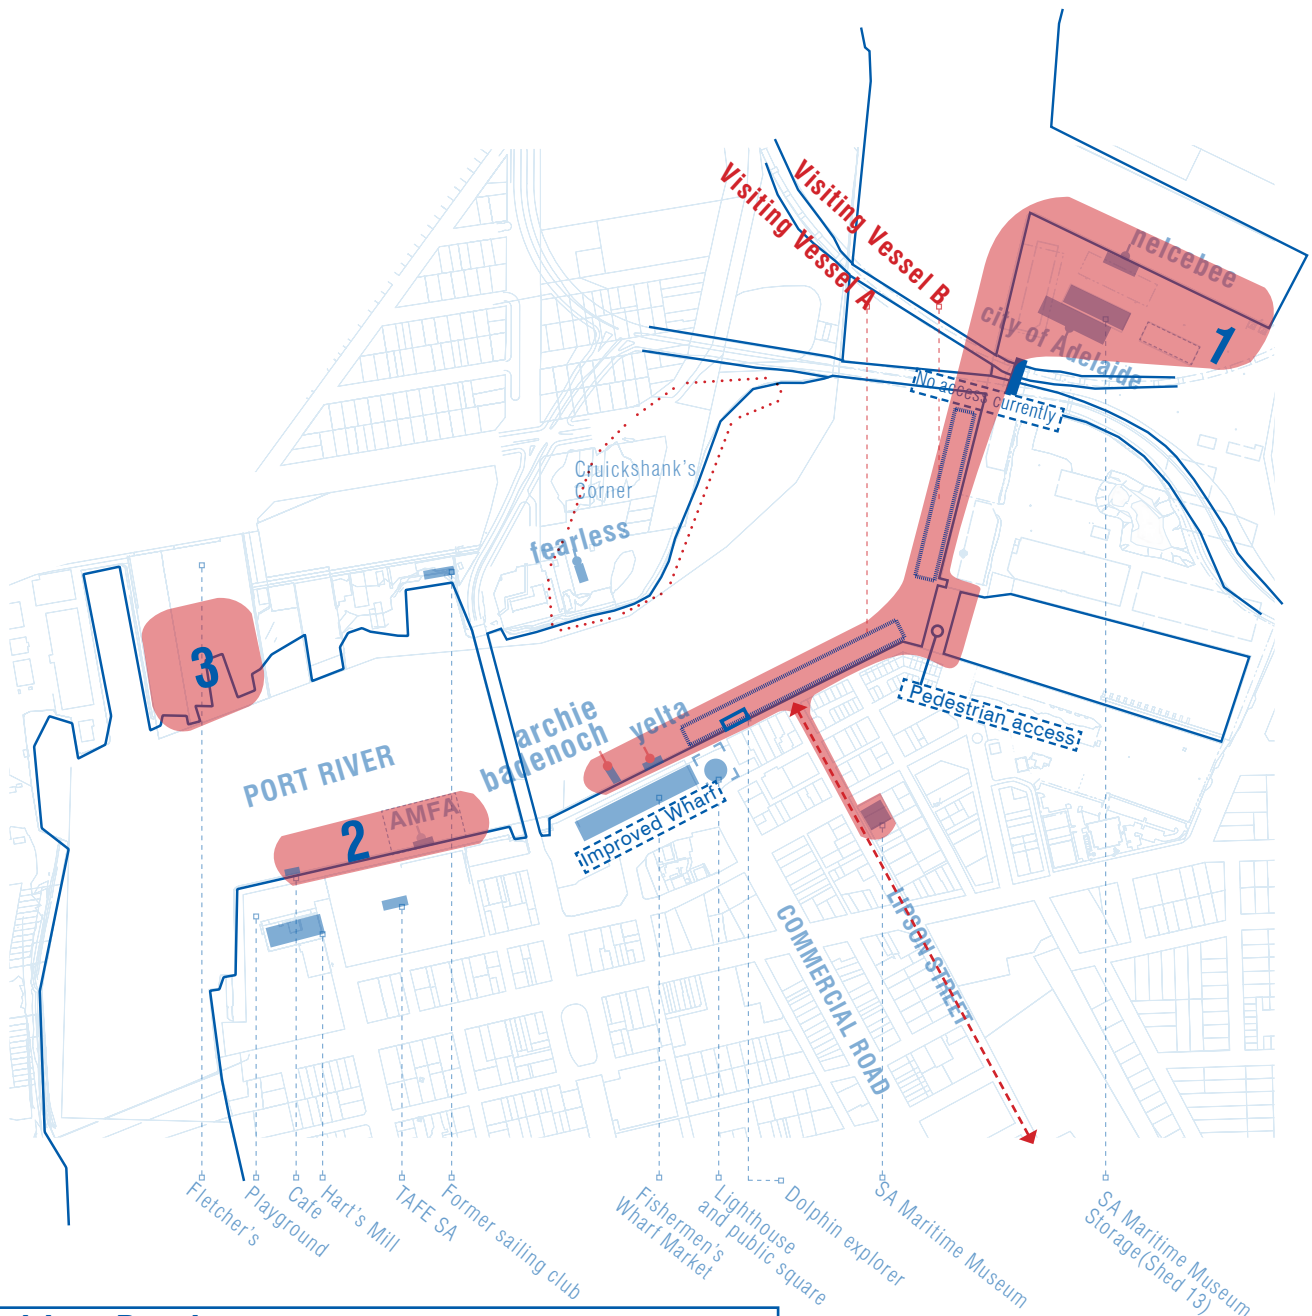 Visiting Vessel B
Visiting Vessel A
nelcebee
city of Adelaide
1
No access currently
Cruickshank's
Corner
fearless
3
Pedestrian access
archie
badenoch
yelta
PORT RIVER
AMFA
2
Improved Wharf
LIPSON STREET
COMMERCIAL ROAD
Fletcher's
Playground
Cafe
Hart's Mill
TAFE SA
Former sailing club
Fishermen's
Wharf Market
Lighthouse
and public square
Dolphin explorer
SA Maritime Museum
SA Maritime Museum
Storage(Shed 13)